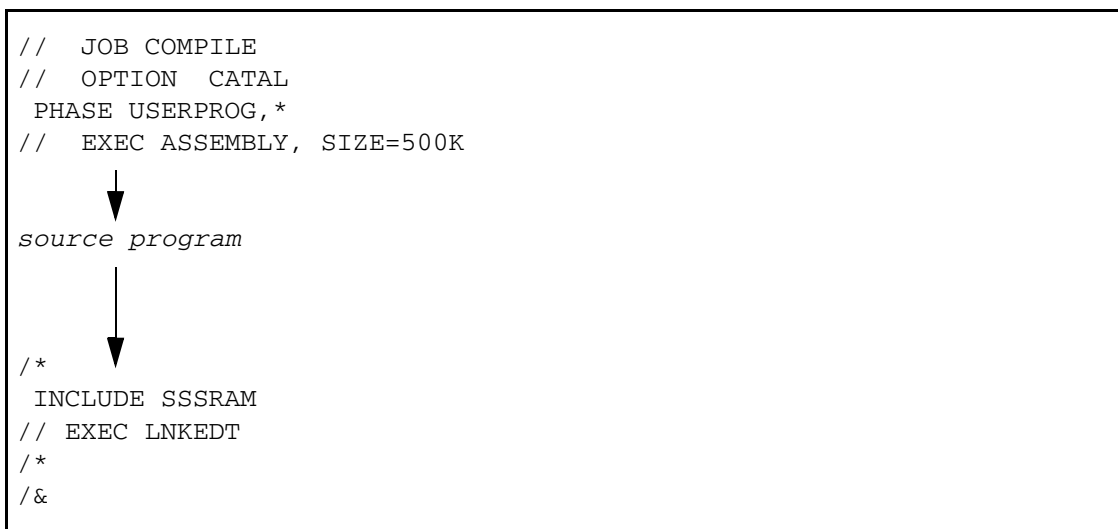 //  JOB COMPILE
//  OPTION  CATAL
 PHASE USERPROG,*
//  EXEC ASSEMBLY, SIZE=500K
source program
/*
 INCLUDE SSSRAM
// EXEC LNKEDT
/*
/&